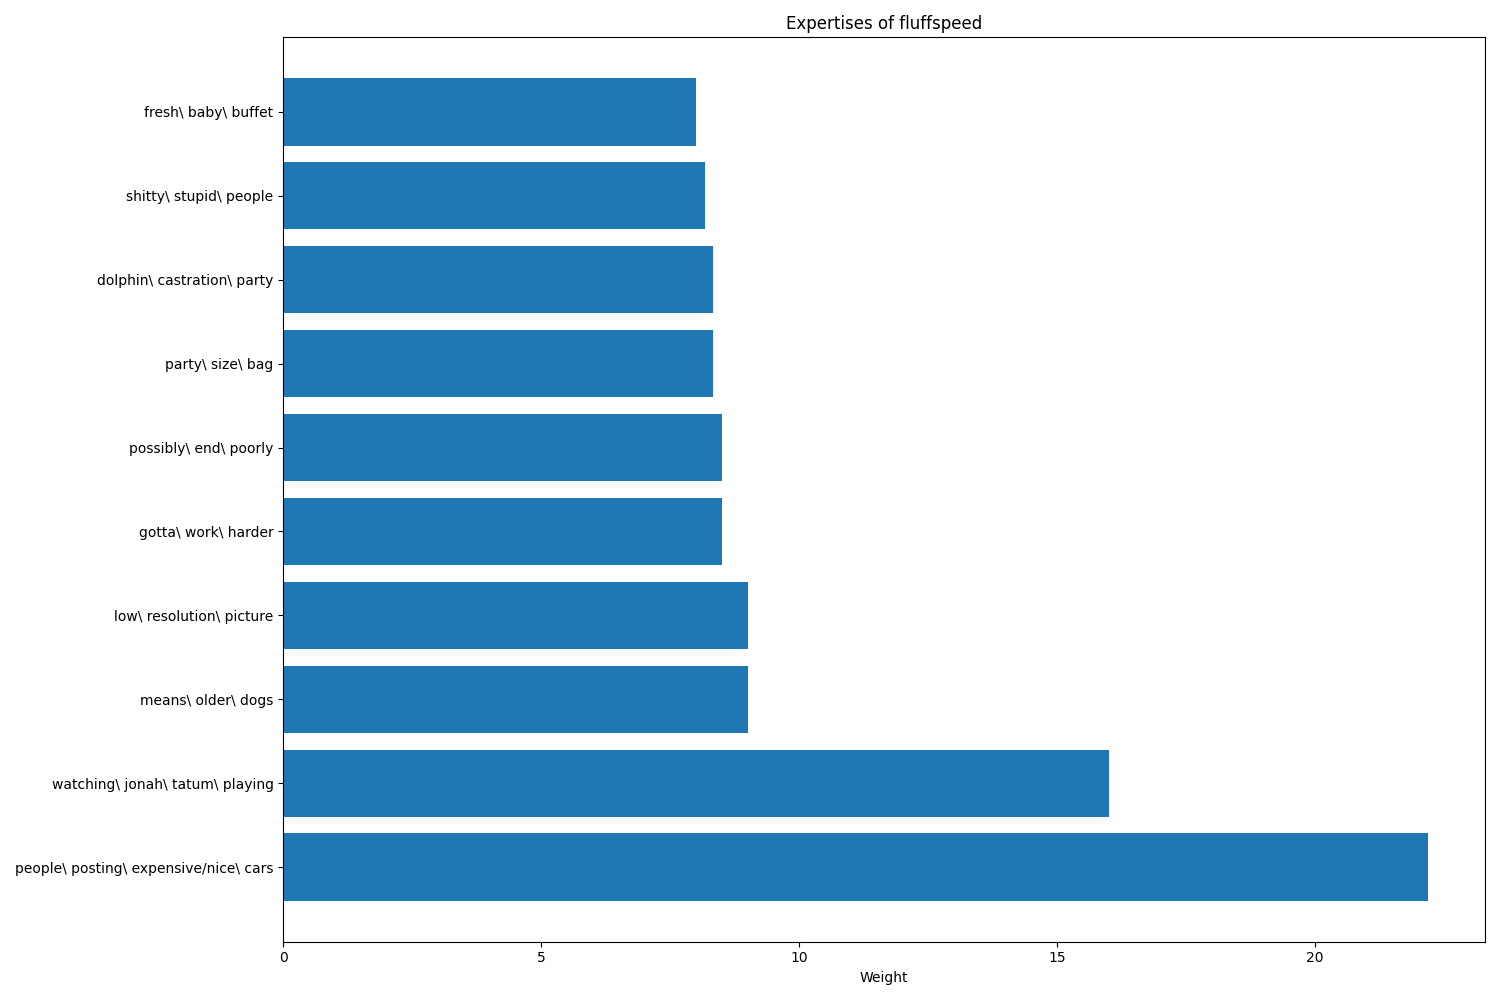 Expertises of fluffspeed
fresh\ baby\ buffet
shitty\ stupid\ people
dolphin\ castration\ party
party\ size\ bag
possibly\ end\ poorly
gotta\ work\ harder
low\ resolution\ picture
means\ older\ dogs
watching\ jonah\ tatum\ playing
people\ posting\ expensive/nice\ cars
0 5 10 15 20
Weight